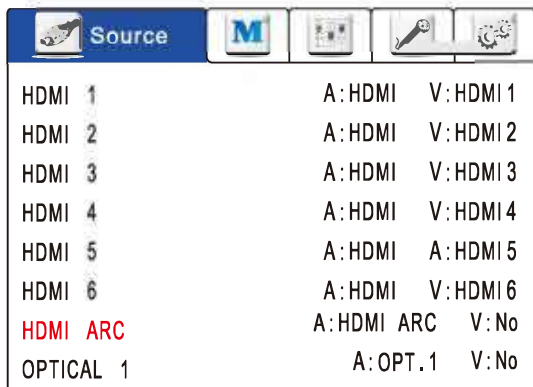 Source M
HDMI 1 A:HDMI V:HDMI1
HDMI 2 A:HDMI V:HDMI2
HDMI 3 A:HDMI V:HDMI3
HDMI 4 A:HDMI V:HDMI4
HDMI 5 A:HDMI A:HDMI5
HDMI 6 A:HDMI V:HDMI6
HDMI ARC A:HDMI ARC V:No
OPTICAL 1 A:OPT.1 V:No